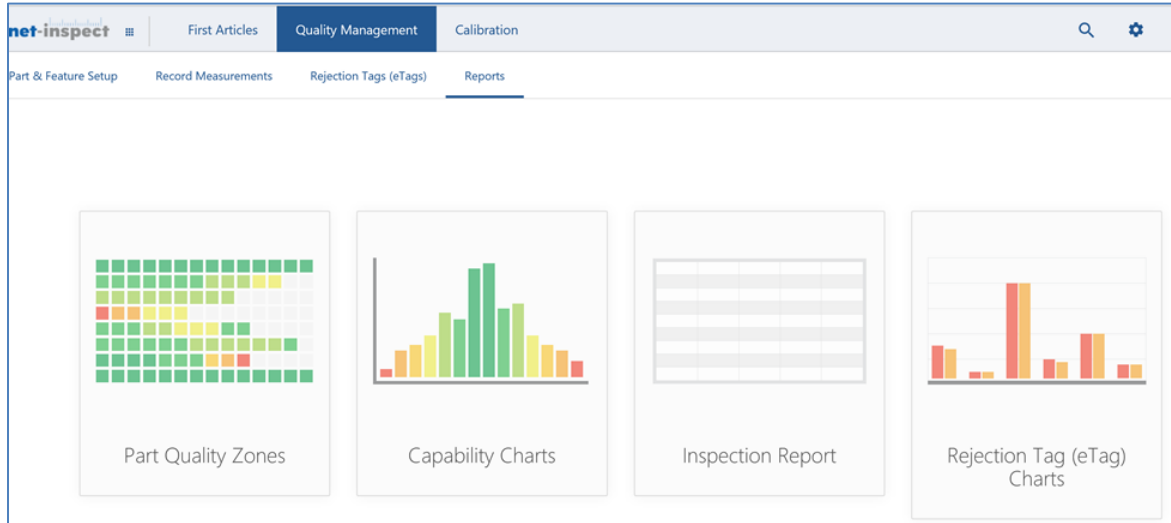 net-inspect
First Articles
Quality Management
Calibration
Part & Feature Setup
Record Measurements
Rejection Tags (eTags)
Reports
Part Quality Zones
Capability Charts
Inspection Report
Rejection Tag (eTag)
Charts